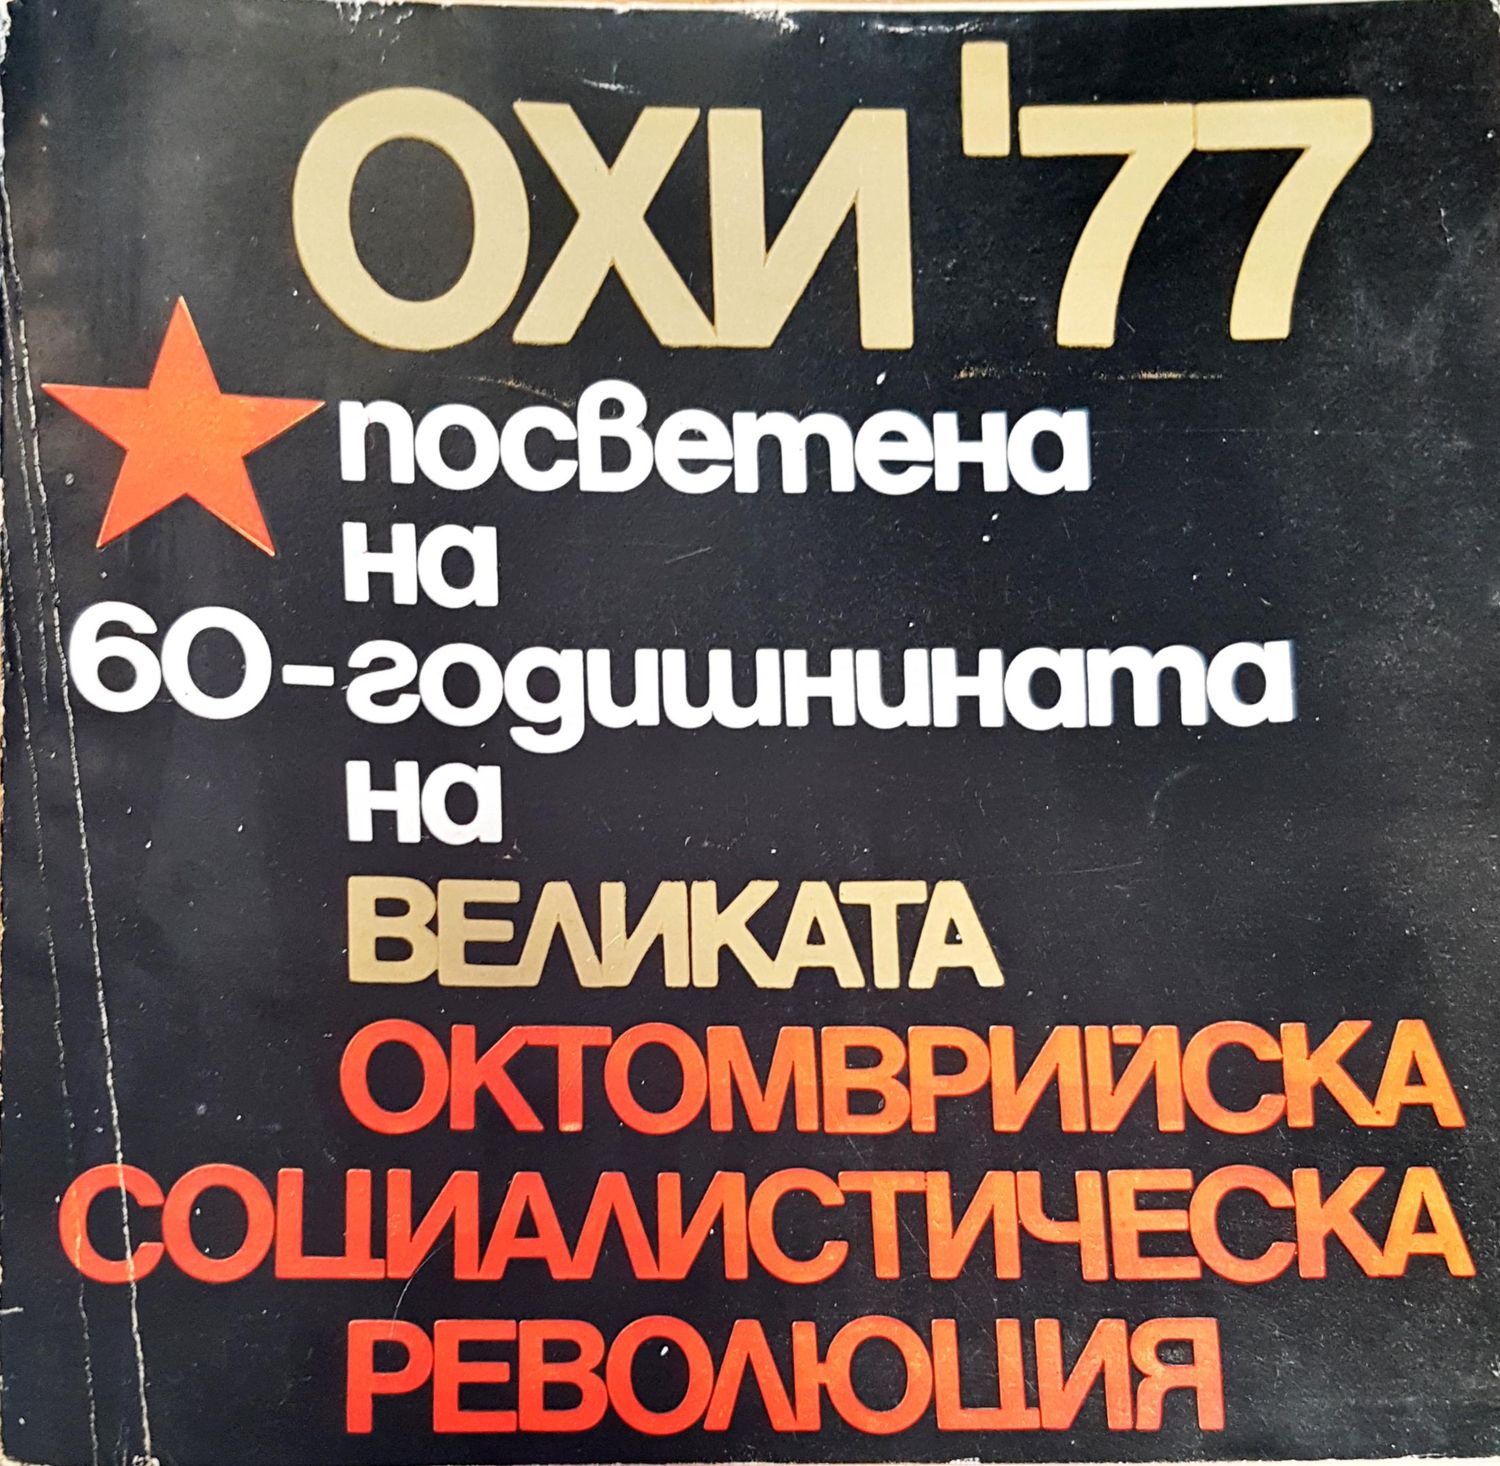 ОХИ '77
посветена
на
60-годишнината
на
ВЕЛИКАТА
ОКТОМВРИЙСКА
СОЦИАЛИСТИЧЕСКА
РЕВОЛЮЦИЯ